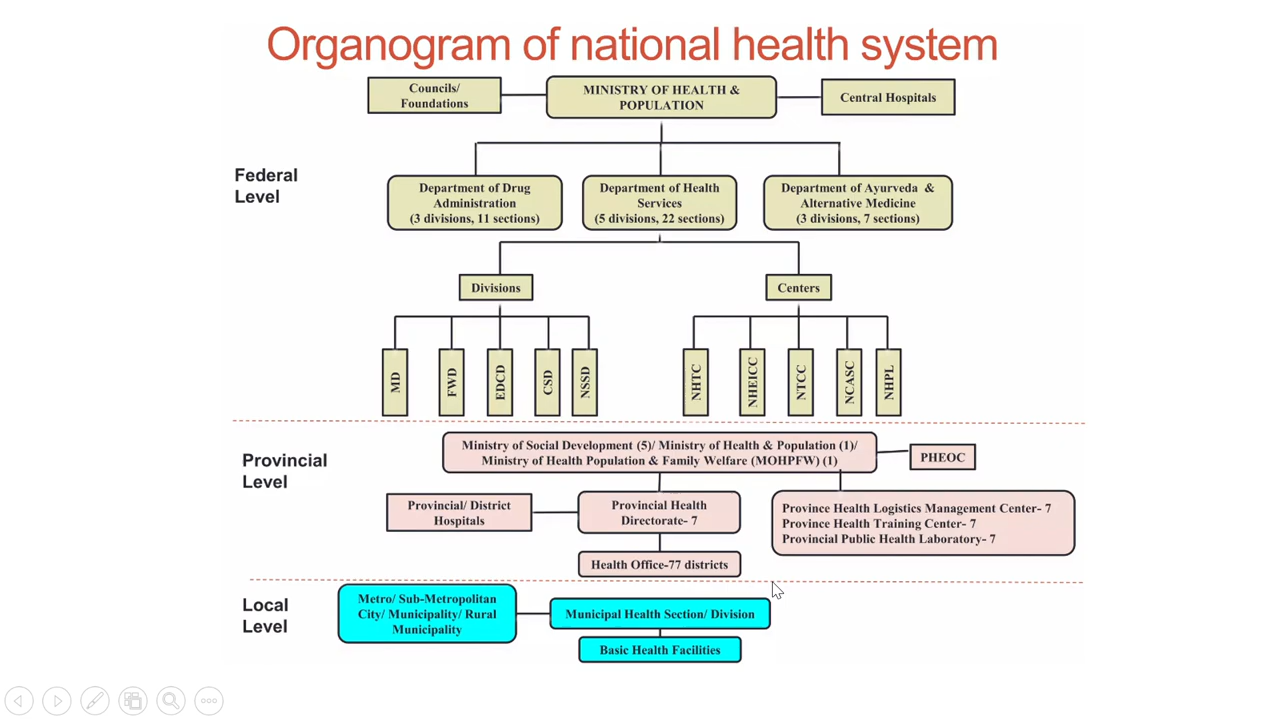 Organogram of national health system
Councils/
Foundations
MINISTRY OF HEALTH &
POPULATION
Central Hospitals
Federal
Level
Department of Drug
Administration
(3 divisions, 11 sections)
Department of Health
Services
(5 divisions, 22 sections)
Department of Ayurveda &
Alternative Medicine
(3 divisions, 7 sections)
Divisions
Centers
MD
FWD
EDCD
CSD
NSSD
NHTC
NHEICC
NTCC
NCASC
NHPL
Provincial
Level
Ministry of Social Development (5)/ Ministry of Health & Population (1)/
Ministry of Health Population & Family Welfare (MOHPFW) (1)
PHEOC
Provincial/ District
Hospitals
Provincial Health
Directorate- 7
Province Health Logistics Management Center- 7
Province Health Training Center- 7
Provincial Public Health Laboratory- 7
Health Office-77 districts
Local
Level
Metro/ Sub-Metropolitan
City/ Municipality/ Rural
Municipality
Municipal Health Section/ Division
Basic Health Facilities